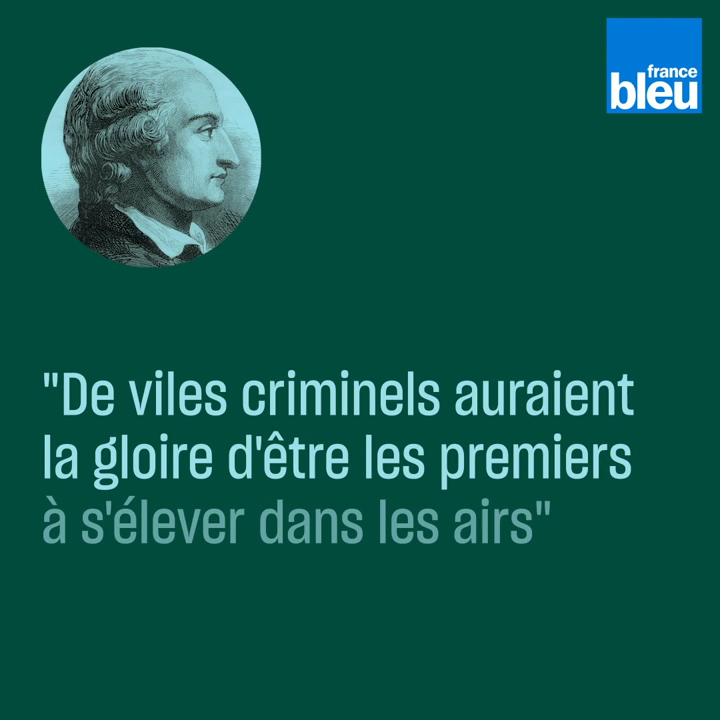 france
bleu
"De viles criminels auraient
la gloire d'être les premiers
à s'élever dans les airs"